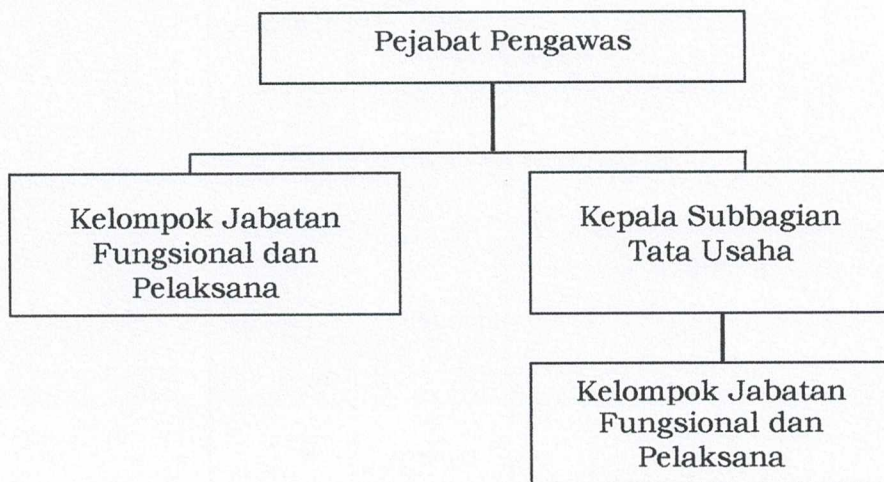 Pejabat Pengawas
Kelompok Jabatan
Fungsional dan
Pelaksana
Kepala Subbagian
Tata Usaha
Kelompok Jabatan
Fungsional dan
Pelaksana